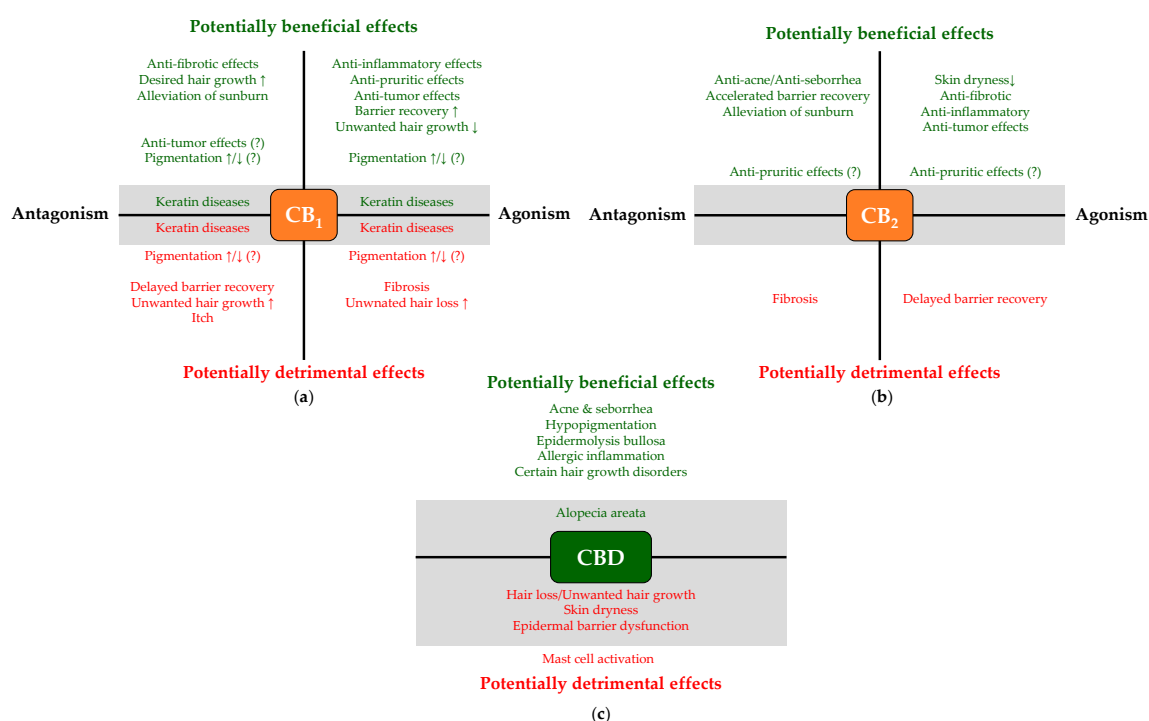 Potentially beneficial effects
Anti-fibrotic effects
Desired hair growth ↑
Alleviation of sunburn
Anti-tumor effects (?)
Pigmentation ↑/↓ (?)
Anti-inflammatory effects
Anti-pruritic effects
Anti-tumor effects
Barrier recovery ↑
Unwanted hair growth ↓
Pigmentation ↑/↓ (?)
Antagonism
Keratin diseases
Keratin diseases
CB1
Keratin diseases
Keratin diseases
Agonism
Pigmentation ↑/↓ (?)
Delayed barrier recovery
Unwanted hair growth ↑
Itch
Pigmentation ↑/↓ (?)
Fibrosis
Unwnated hair loss ↑
Potentially detrimental effects
(a)
Potentially beneficial effects
Anti-acne/Anti-seborrhea
Accelerated barrier recovery
Alleviation of sunburn
Anti-pruritic effects (?)
Skin dryness↓
Anti-fibrotic
Anti-inflammatory
Anti-tumor effects
Anti-pruritic effects (?)
Antagonism
CB2
Agonism
Fibrosis
Delayed barrier recovery
Potentially detrimental effects
(b)
Potentially beneficial effects
Acne & seborrhea
Hypopigmentation
Epidermolysis bullosa
Allergic inflammation
Certain hair growth disorders
Alopecia areata
CBD
Hair loss/Unwanted hair growth
Skin dryness
Epidermal barrier dysfunction
Mast cell activation
Potentially detrimental effects
(c)